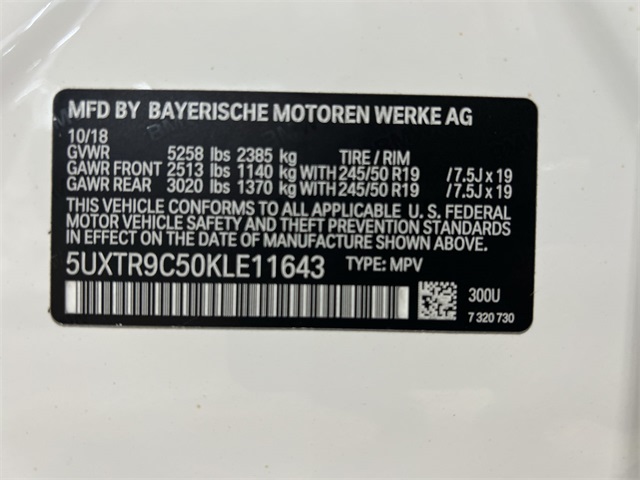 MFD BY BAYERISCHE MOTOREN WERKE AG
10/18
GVWR 5258 lbs 2385 kg TIRE / RIM
GAWR FRONT 2513 lbs 1140 kg WITH 245/50 R19 /7.5J x 19
GAWR REAR 3020 lbs 1370 kg WITH 245/50 R19 /7.5J x 19
THIS VEHICLE CONFORMS TO ALL APPLICABLE U. S. FEDERAL
MOTOR VEHICLE SAFETY AND THEFT PREVENTION STANDARDS
IN EFFECT ON THE DATE OF MANUFACTURE SHOWN ABOVE.
5UXTR9C50KLE11643 TYPE: MPV
300U
7 320 730